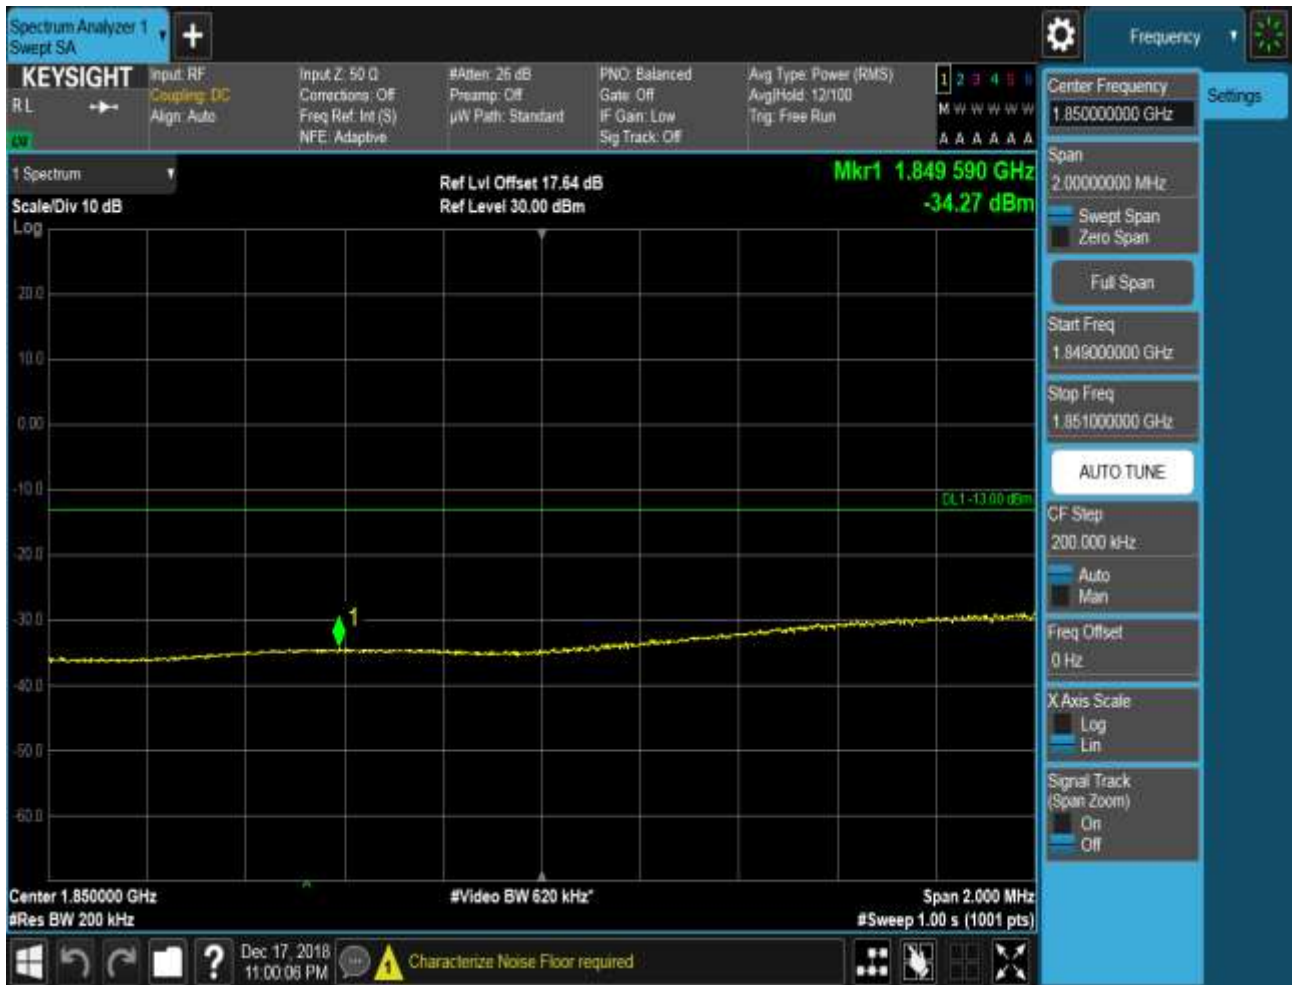 Spectrum Analyzer 1
Swept SA
Frequency
KEYSIGHT
R L
Input: RF
Coupling: DC
Align: Auto
Input Z: 50 Ω
Corrections: Off
Freq Ref: Int (S)
NFE: Adaptive
#Atten: 26 dB
Preamp: Off
µW Path: Standard
PNO: Balanced
Gate: Off
IF Gain: Low
Sig Track: Off
Avg Type: Power (RMS)
Avg|Hold: 12/100
Trig: Free Run
1 2 3 4 5 6
M W W W W W
A A A A A A
1 Spectrum
Scale/Div 10 dB
Log
Ref Lvl Offset 17.64 dB
Ref Level 30.00 dBm
Mkr1 1.849 590 GHz
-34.27 dBm
20.0
10.0
0.00
-10.0
DL1 -13.00 dBm
-20.0
-30.0
1
-40.0
-50.0
-60.0
Center 1.850000 GHz
#Res BW 200 kHz
#Video BW 620 kHz*
Span 2.000 MHz
#Sweep 1.00 s (1001 pts)
Center Frequency
1.850000000 GHz
Settings
Span
2.00000000 MHz
Swept Span
Zero Span
Full Span
Start Freq
1.849000000 GHz
Stop Freq
1.851000000 GHz
AUTO TUNE
CF Step
200.000 kHz
Auto
Man
Freq Offset
0 Hz
X Axis Scale
Log
Lin
Signal Track
(Span Zoom)
On
Off
?
Dec 17, 2018
11:00:06 PM
1
Characterize Noise Floor required